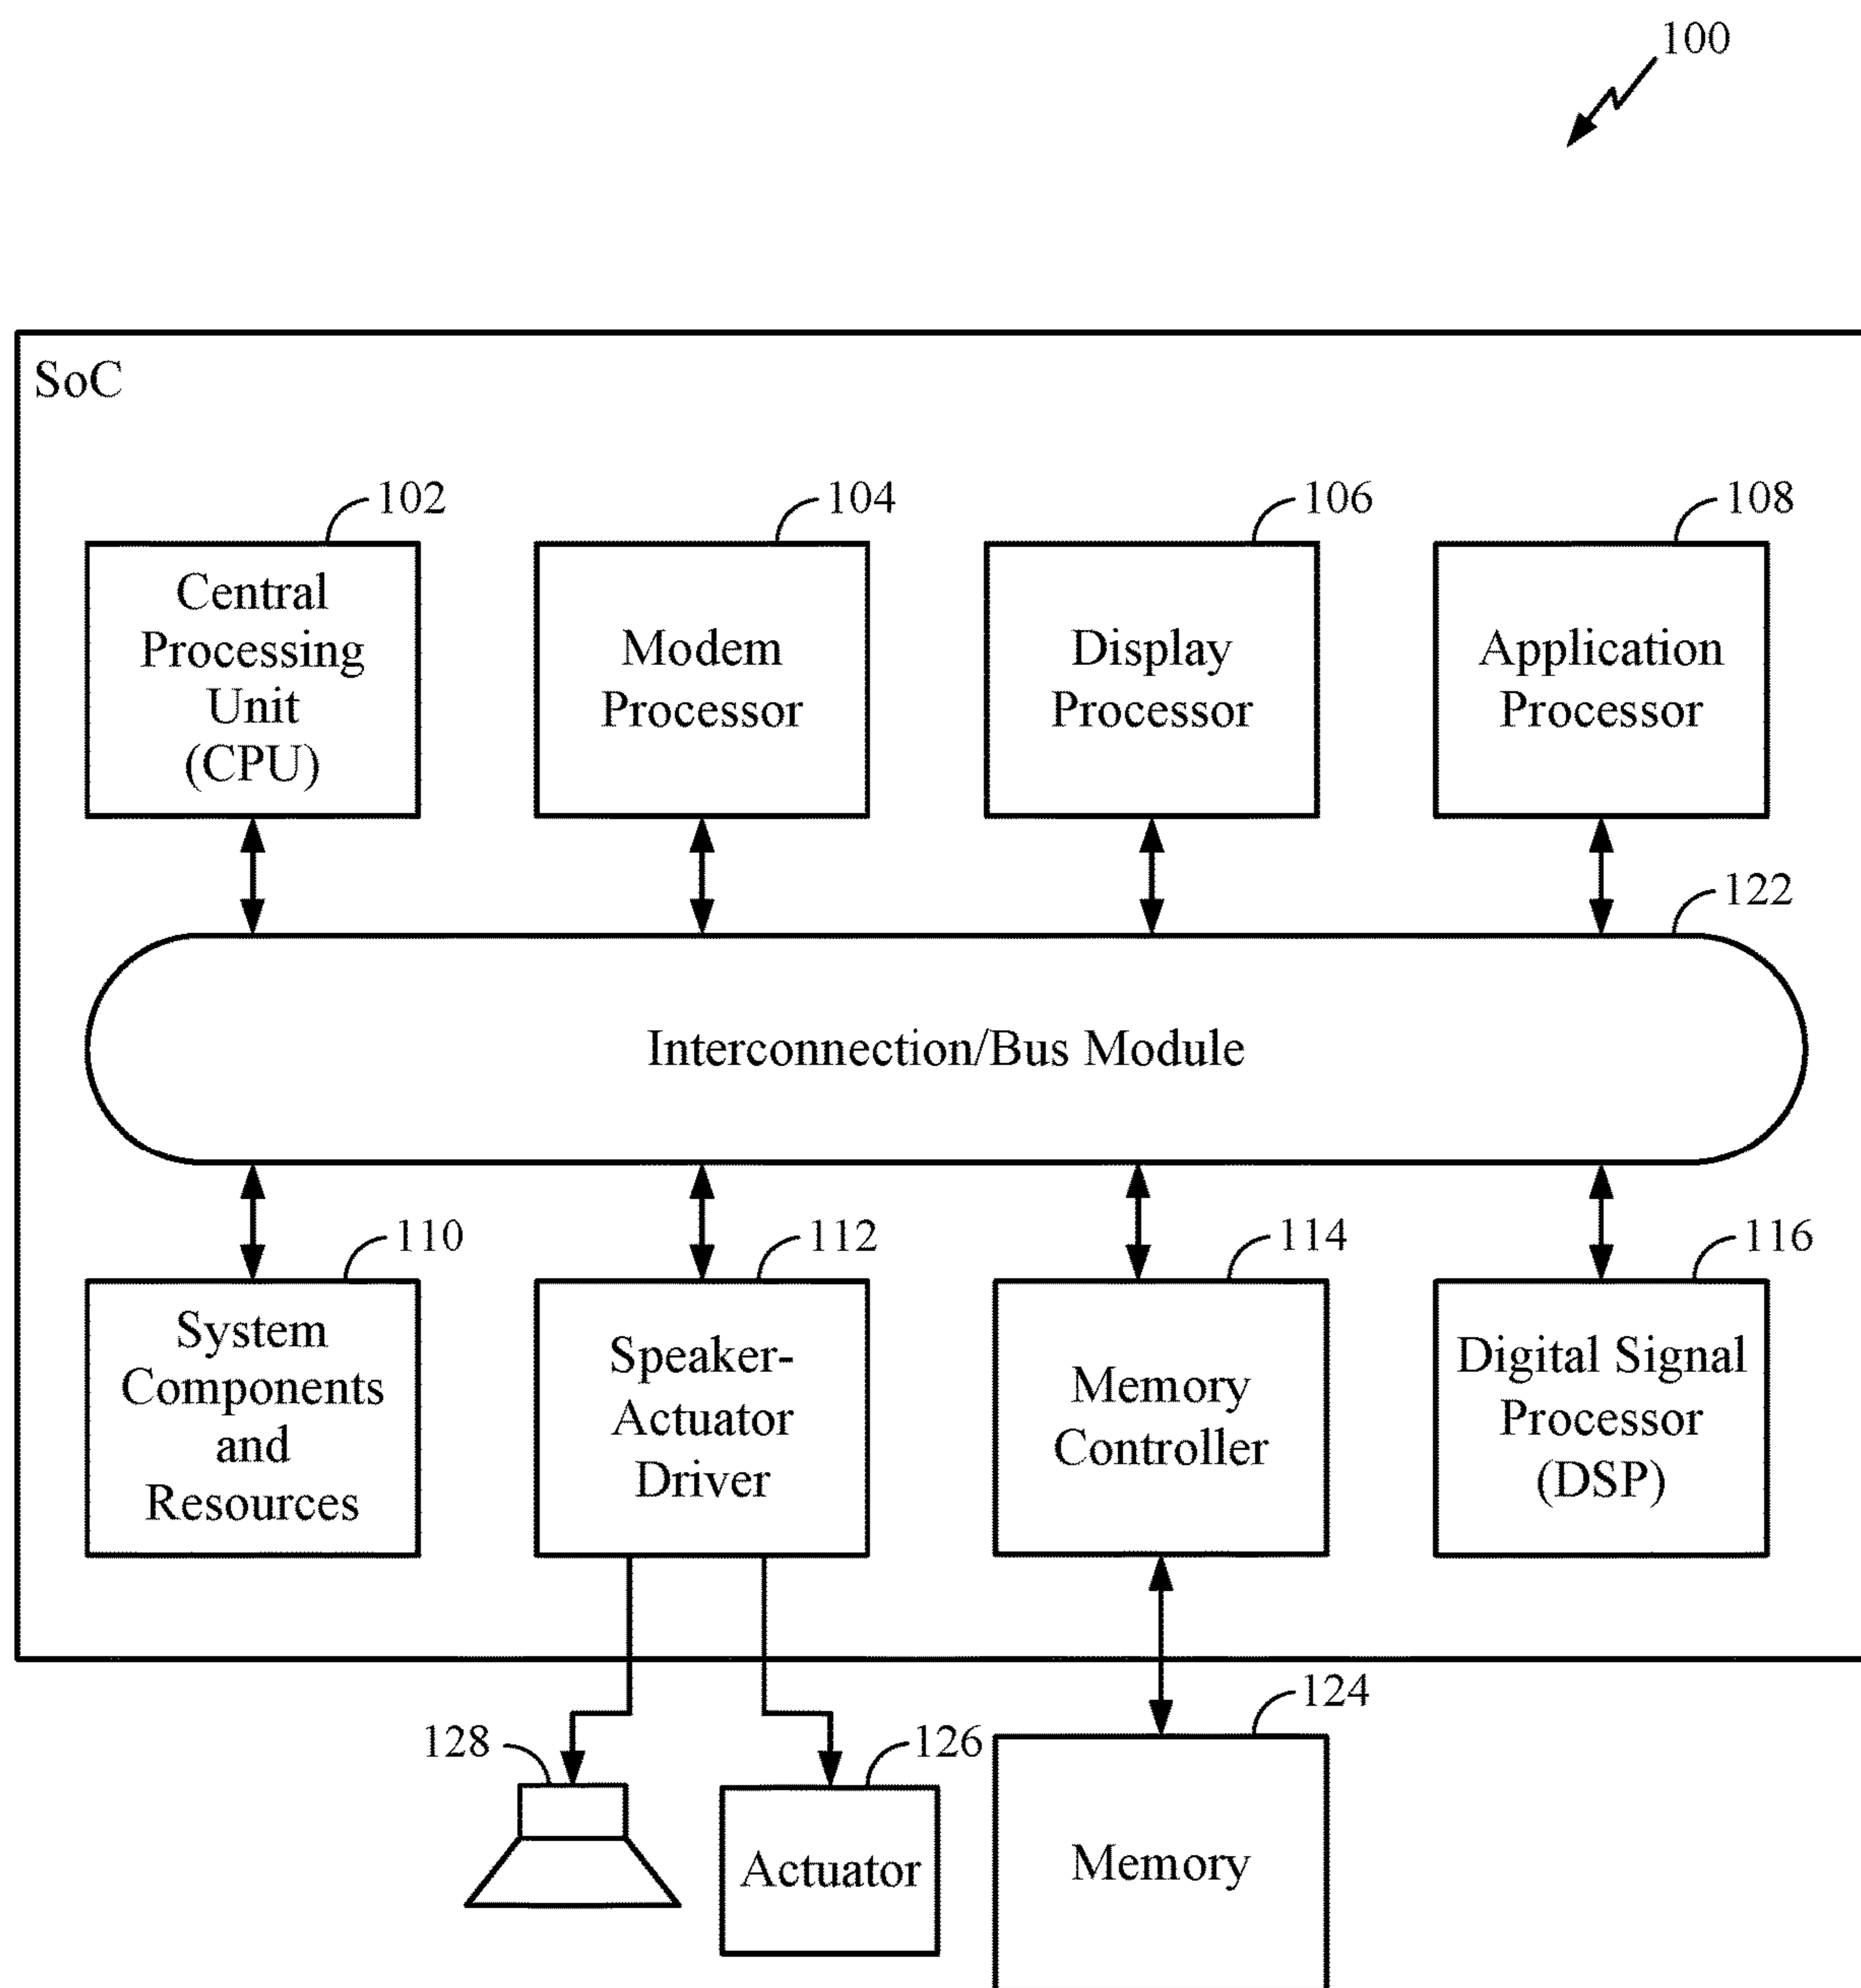 100
SoC
102
104
106
108
Central
Processing
Unit
(CPU)
Modem
Processor
Display
Processor
Application
Processor
122
Interconnection/Bus Module
110
112
114
116
System
Components
and
Resources
Speaker-
Actuator
Driver
Memory
Controller
Digital Signal
Processor
(DSP)
128
126
124
Actuator
Memory